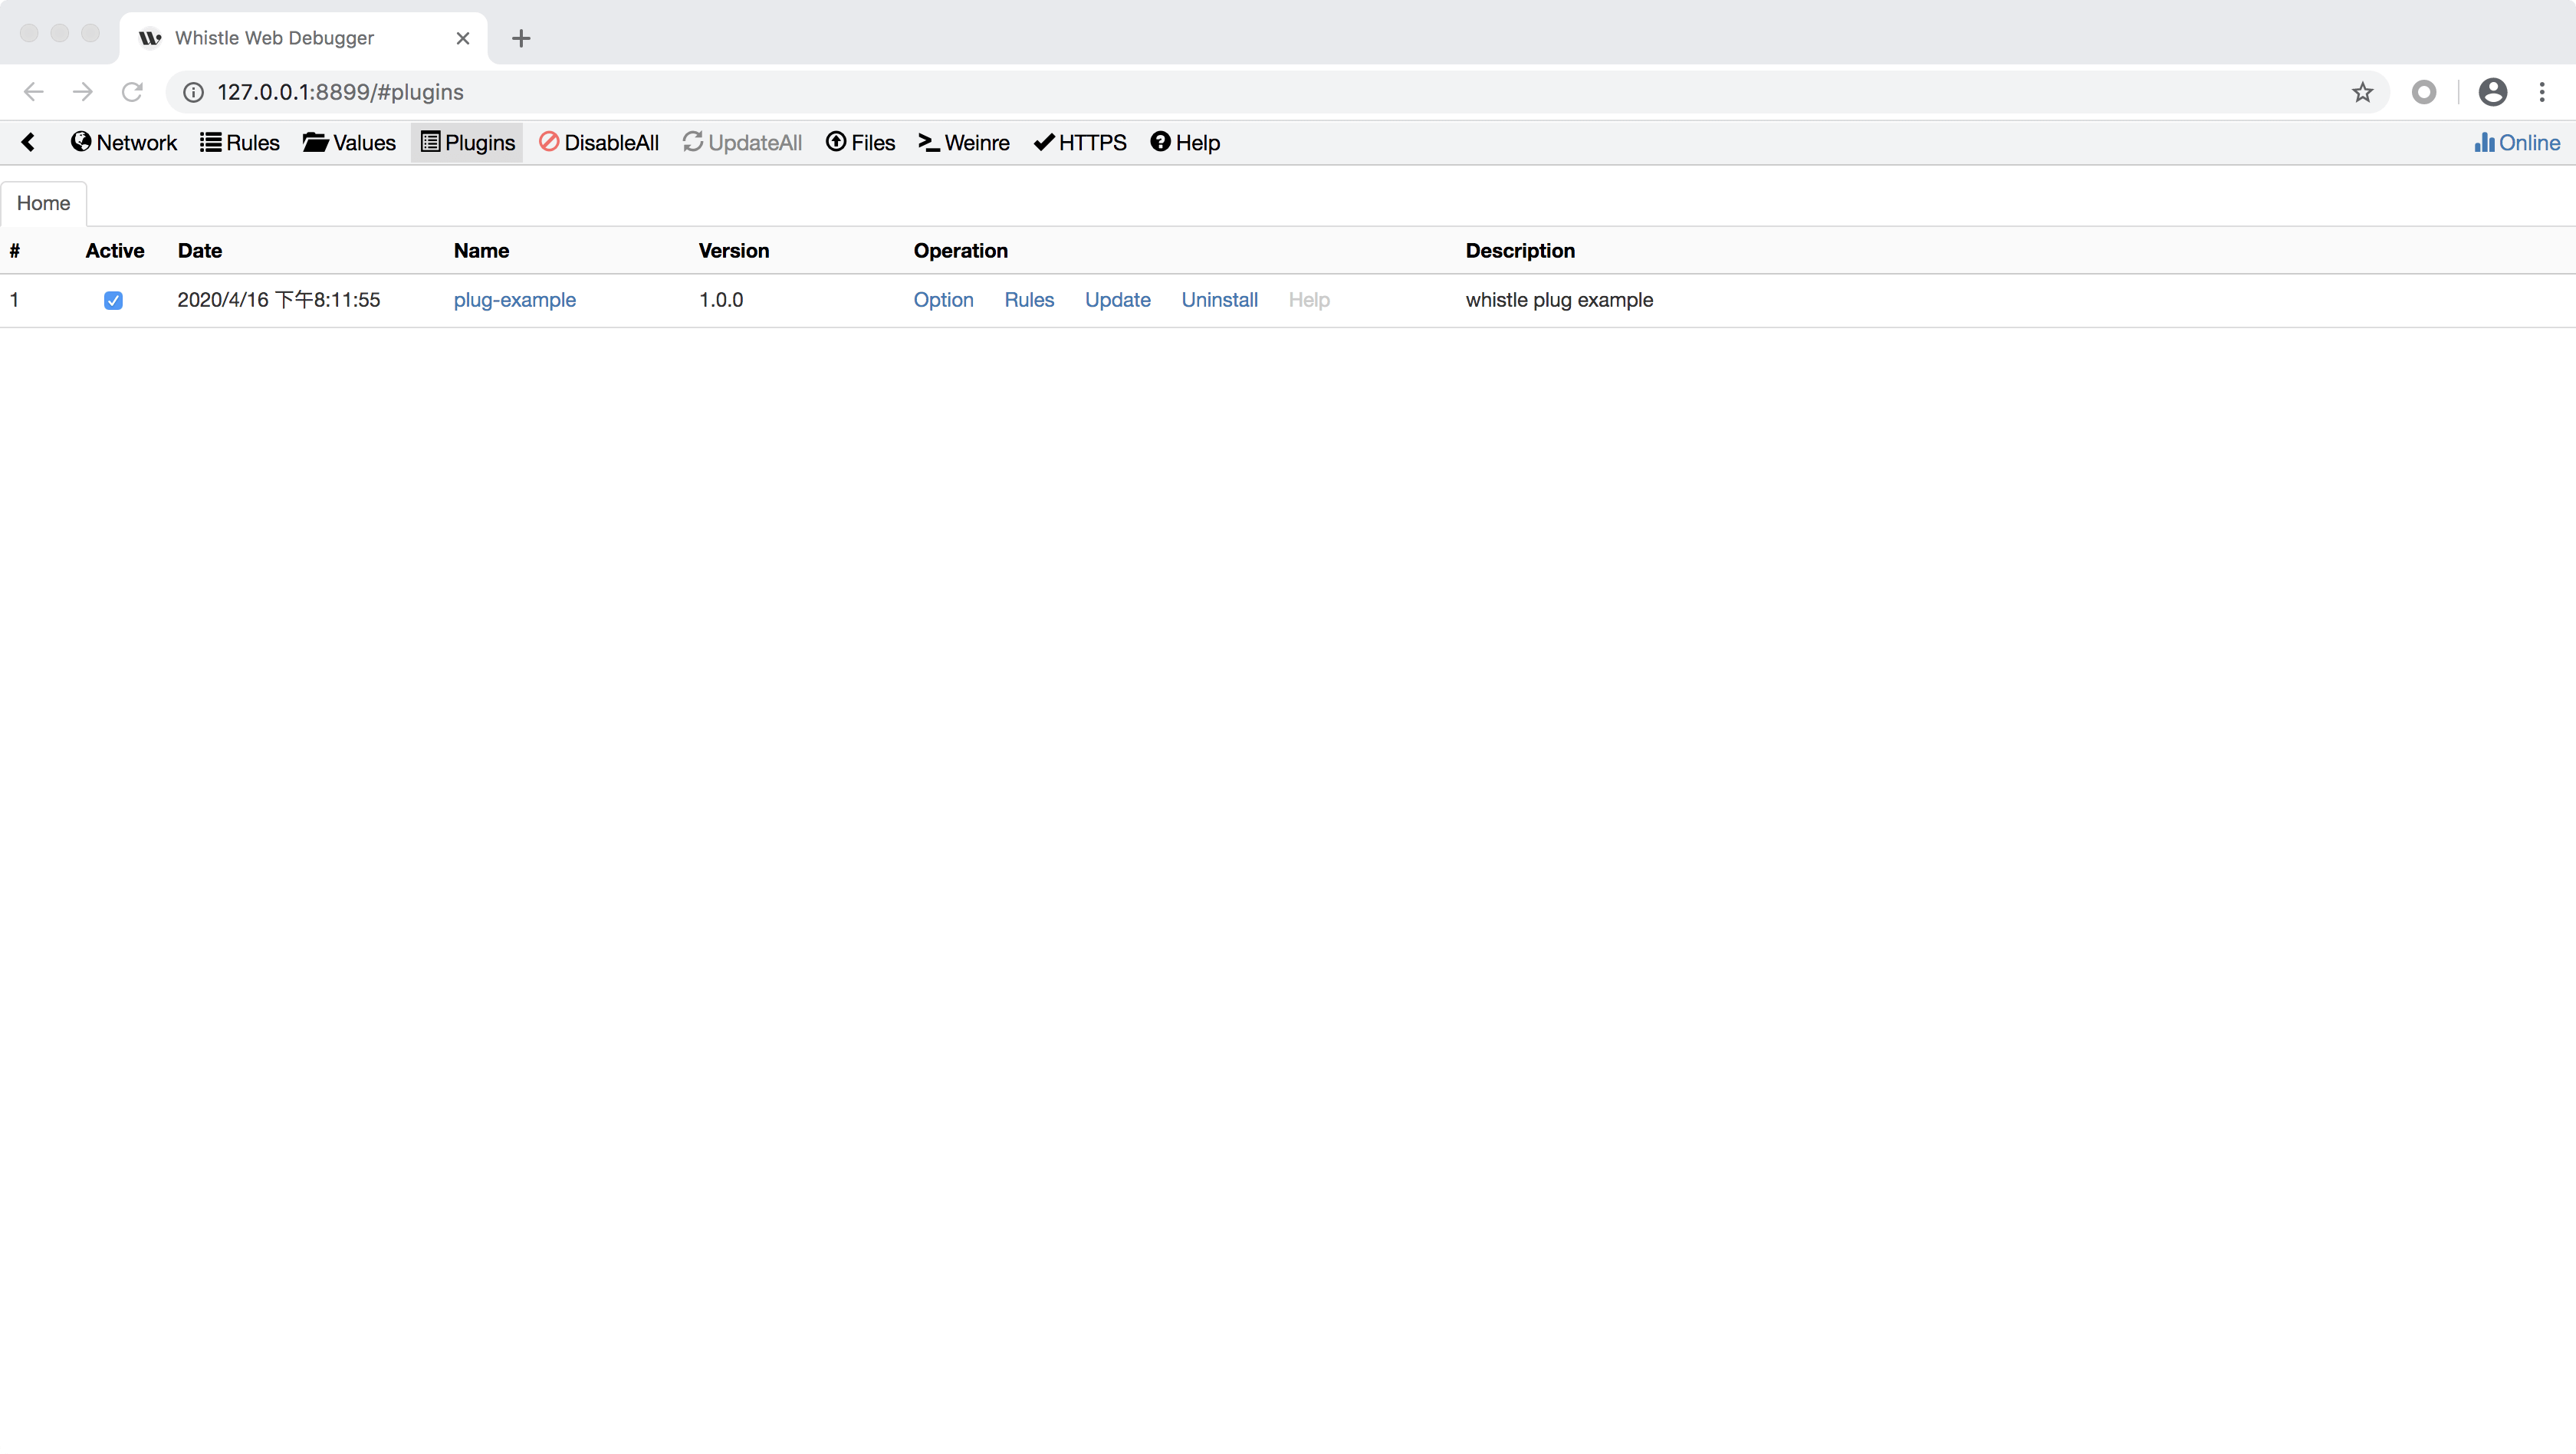 Whistle Web Debugger
127.0.0.1:8899/#plugins
Network Rules Values Plugins DisableAll UpdateAll Files Weinre HTTPS Help Online
Home
# Active Date Name Version Operation Description
1 2020/4/16 下午8:11:55 plug-example 1.0.0 Option Rules Update Uninstall Help whistle plug example